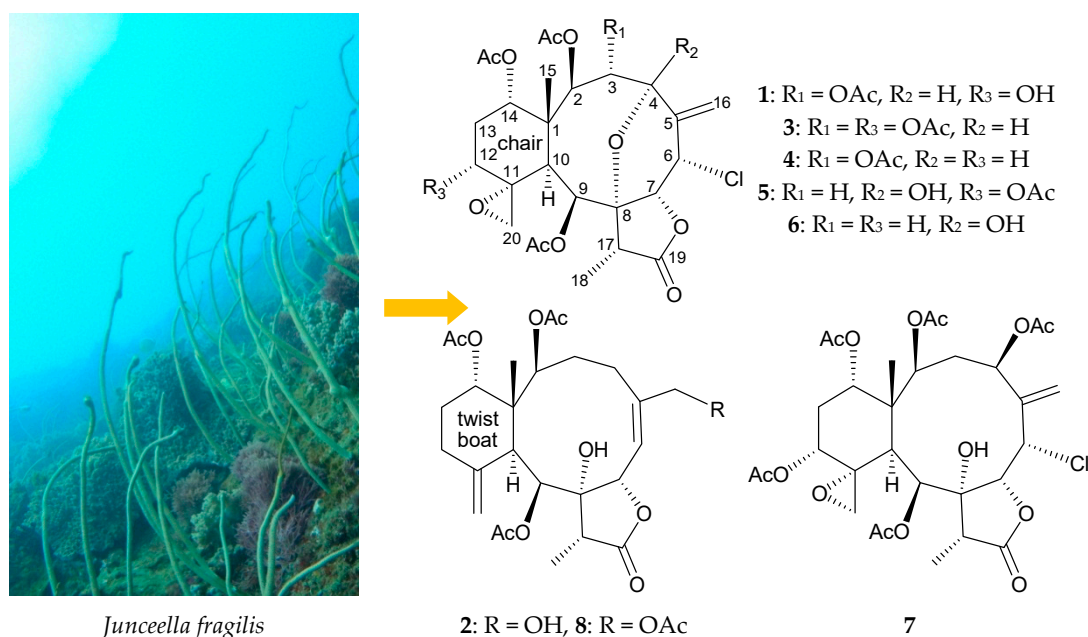 R1
R2
AcO
AcO
15
3
14
2
4
16
13
1
5
chair
O
12
10
6
11
R3
9
7
Cl
H
8
O
O
20
17
AcO
19
18
O
1: R1 = OAc, R2 = H, R3 = OH
3: R1 = R3 = OAc, R2 = H
4: R1 = OAc, R2 = R3 = H
5: R1 = H, R2 = OH, R3 = OAc
6: R1 = R3 = H, R2 = OH
OAc
AcO
R
twist
boat
OH
H
O
AcO
O
OAc
OAc
AcO
OH
Cl
AcO
O
H
O
AcO
O
Junceella fragilis
2: R = OH, 8: R = OAc
7